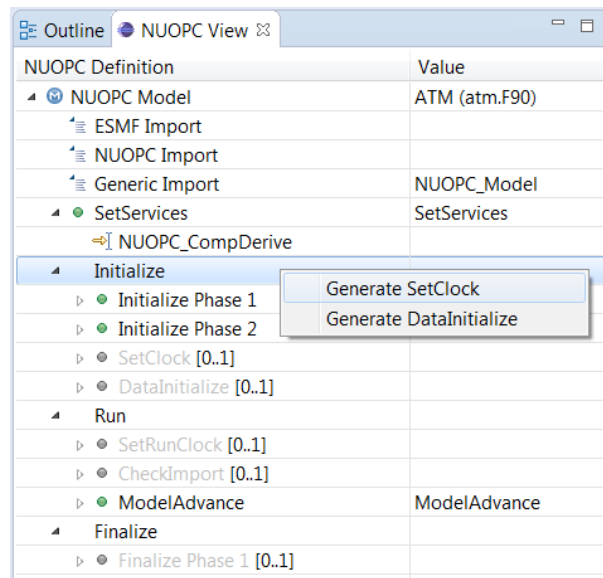 Outline NUOPC View
NUOPC Definition Value
NUOPC Model ATM (atm.F90)
ESMF Import
NUOPC Import
Generic Import NUOPC_Model
SetServices SetServices
NUOPC_CompDerive
Initialize
Generate SetClock
Initialize Phase 1
Generate DataInitialize
Initialize Phase 2
SetClock [0..1]
DataInitialize [0..1]
Run
SetRunClock [0..1]
CheckImport [0..1]
ModelAdvance ModelAdvance
Finalize
Finalize Phase 1 [0..1]